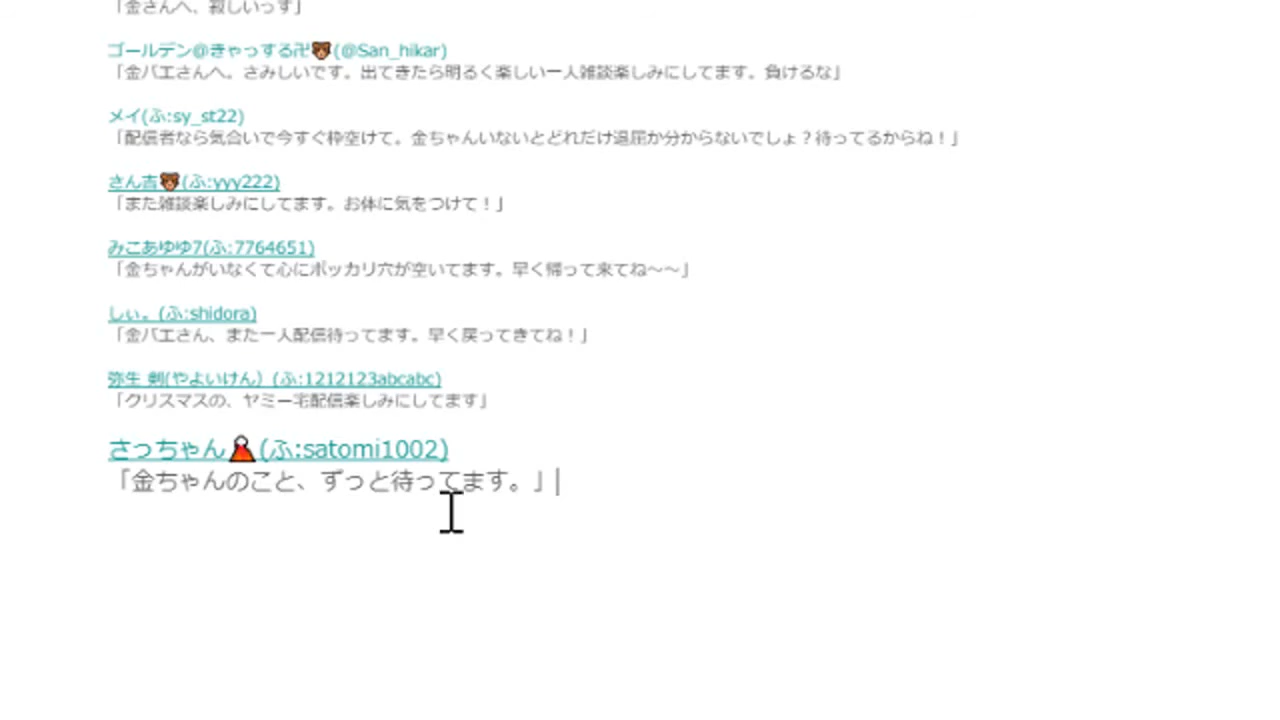 「金さんへ、寂しいっす」
ゴールデン@きゃっする卍🐻(@San_hikar)
「金バエさんへ。さみしいです。出てきたら明るく楽しい一人雑談楽しみにしてます。負けるな」
メイ(ふ:sy_st22)
「配信者なら気合いで今すぐ枠空けて。金ちゃんいないとどれだけ退屈か分からないでしょ？待ってるからね！」
さん吉🐻(ふ:yyy222)
「また雑談楽しみにしてます。お体に気をつけて！」
みこあゆゆ7(ふ:7764651)
「金ちゃんがいなくて心にポッカリ穴が空いてます。早く帰って来てね～～」
しぃ。(ふ:shidora)
「金バエさん、また一人配信待ってます。早く戻ってきてね！」
弥生 剣(やよいけん）(ふ:1212123abcabc)
「クリスマスの、ヤミー宅配信楽しみにしてます」
さっちゃん🌋(ふ:satomi1002)
「金ちゃんのこと、ずっと待ってます。」